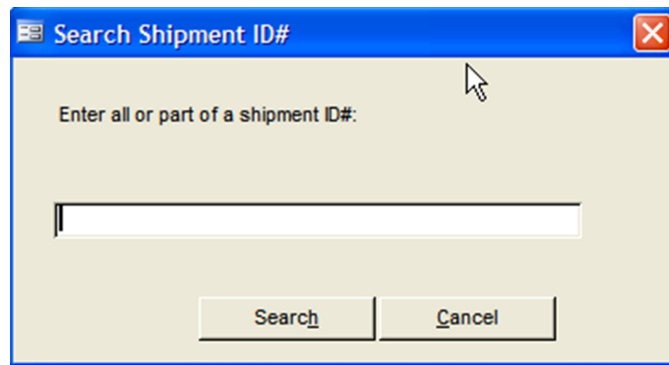 Search Shipment ID#
Enter all or part of a shipment ID#:
Search Cancel